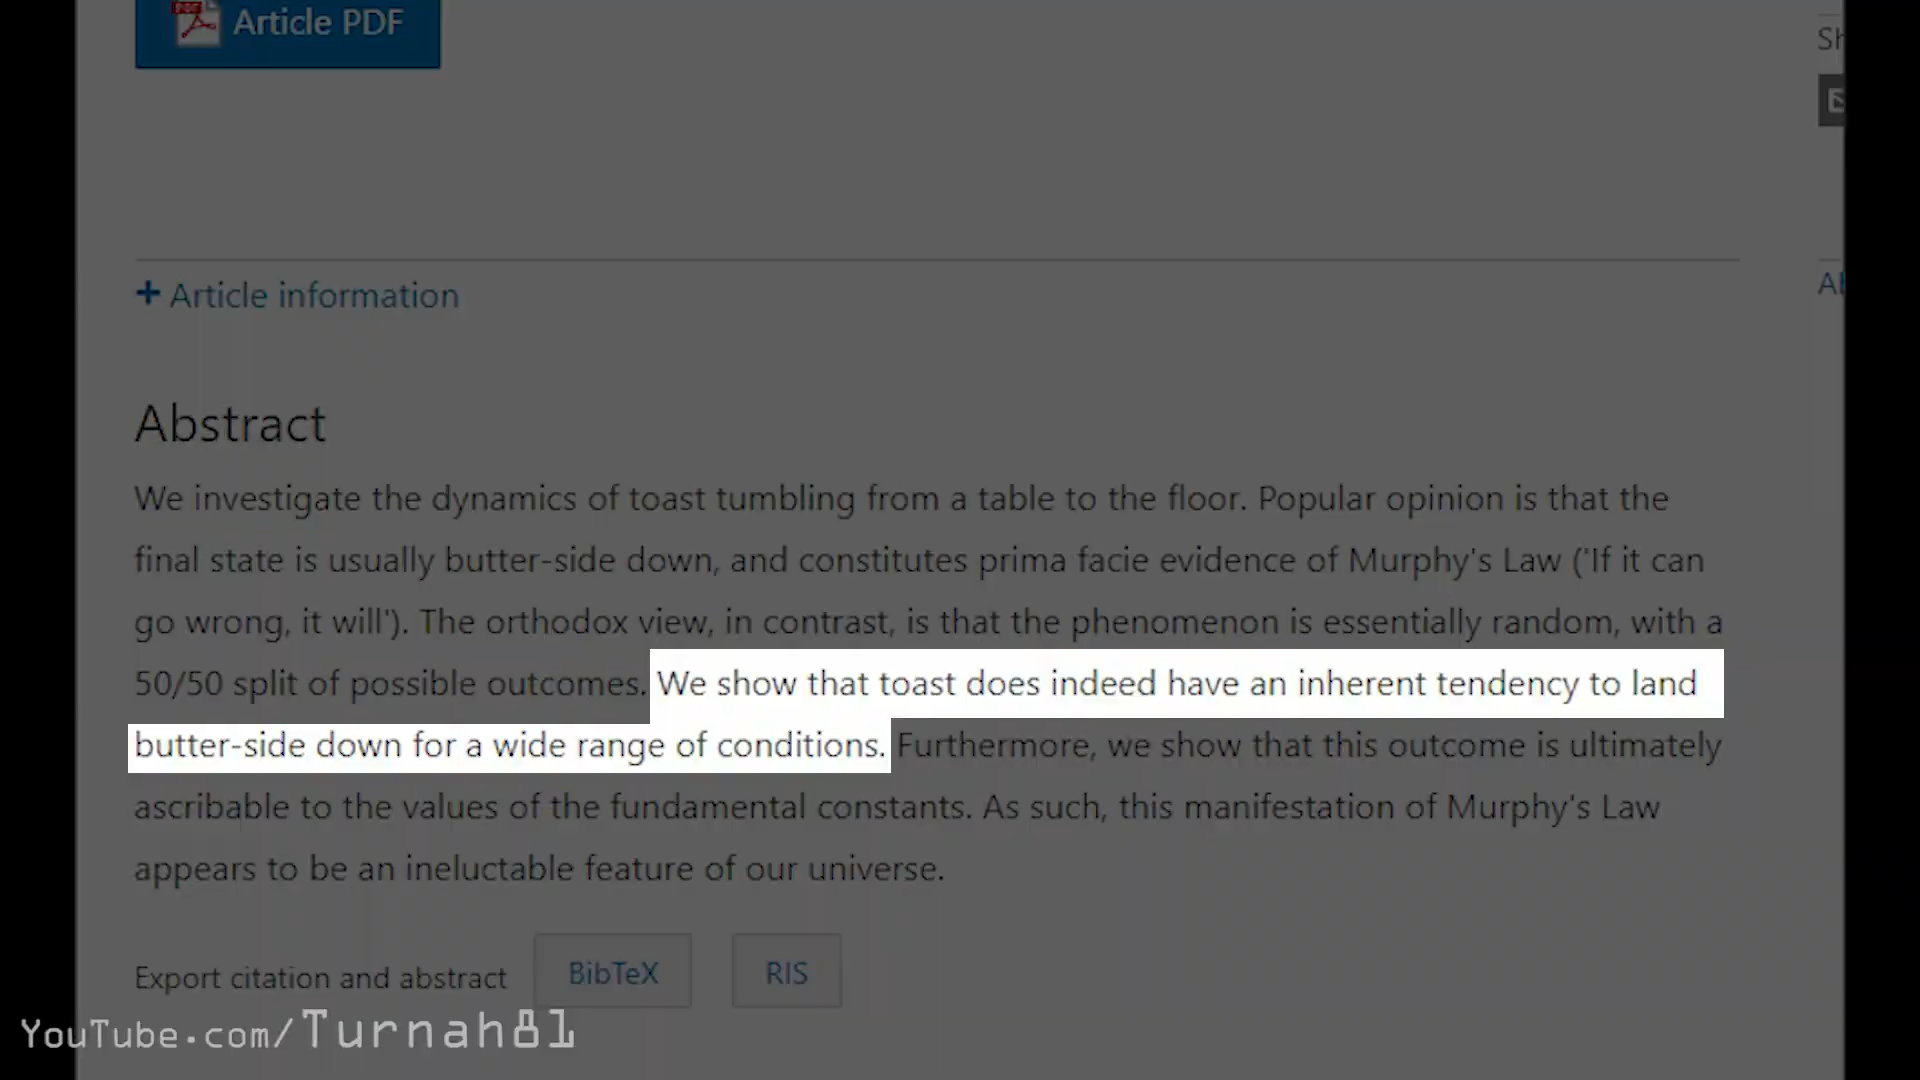 PDF
Article PDF
Sh
+ Article information
Ab
Abstract
We investigate the dynamics of toast tumbling from a table to the floor. Popular opinion is that the
final state is usually butter-side down, and constitutes prima facie evidence of Murphy's Law ('If it can
go wrong, it will'). The orthodox view, in contrast, is that the phenomenon is essentially random, with a
50/50 split of possible outcomes. We show that toast does indeed have an inherent tendency to land
butter-side down for a wide range of conditions. Furthermore, we show that this outcome is ultimately
ascribable to the values of the fundamental constants. As such, this manifestation of Murphy's Law
appears to be an ineluctable feature of our universe.
Export citation and abstract BibTeX RIS
YouTube.com/Turnah81